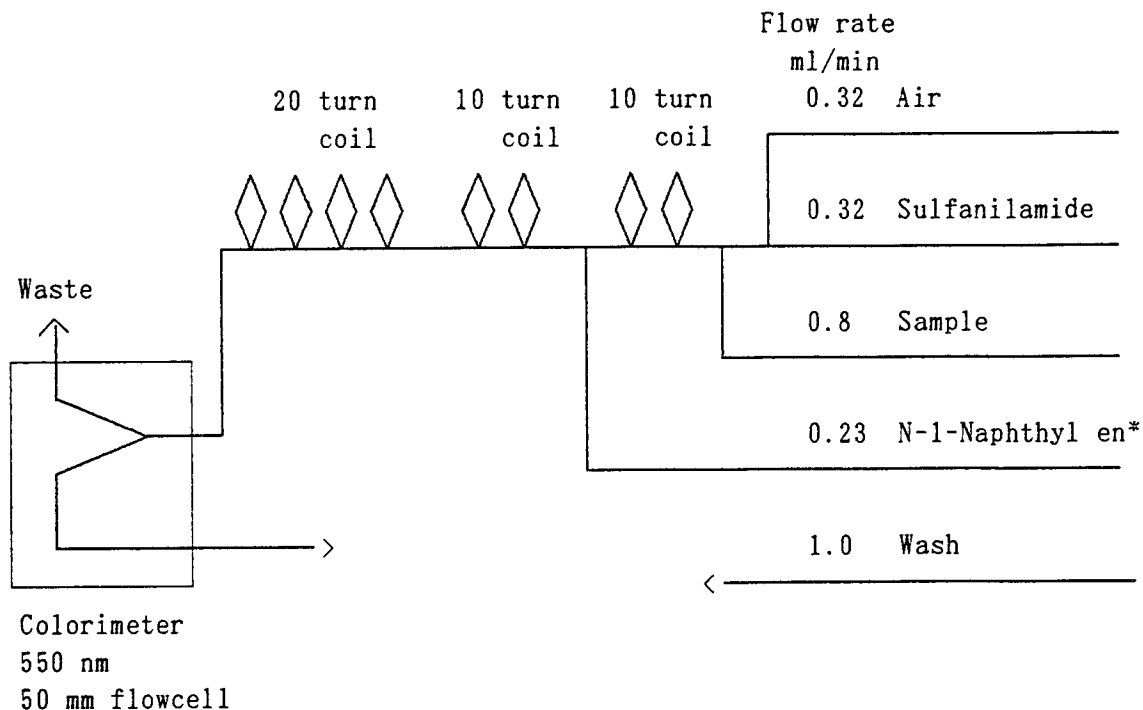 Flow rate
ml/min
20 turn coil
10 turn coil
10 turn coil
0.32 Air
0.32 Sulfanilamide
Waste
0.8 Sample
0.23 N-1-Naphthyl en*
1.0 Wash
Colorimeter
550 nm
50 mm flowcell